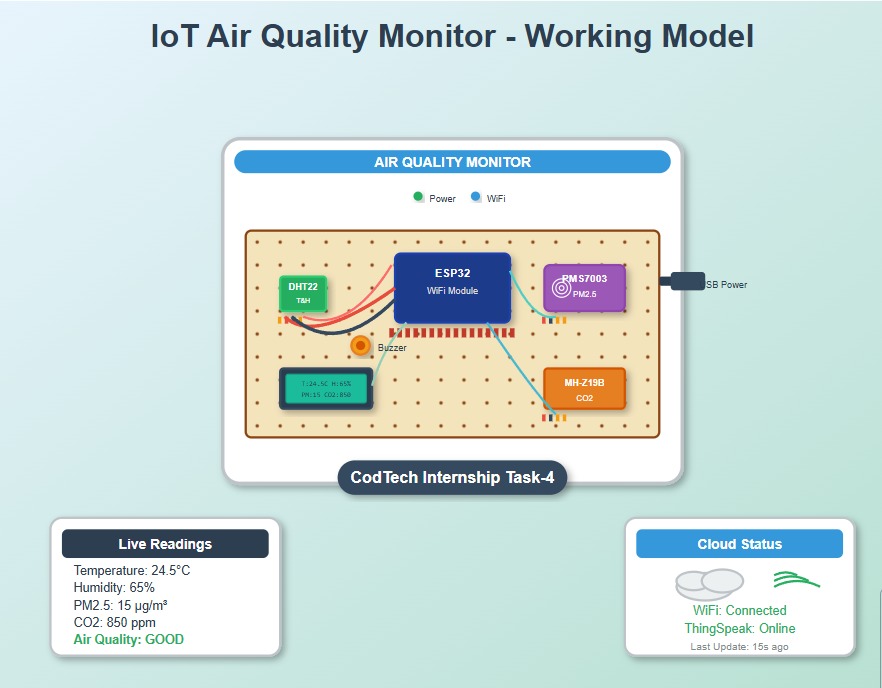 IoT Air Quality Monitor - Working Model
AIR QUALITY MONITOR
Power
WiFi
DHT22
T&H
ESP32
WiFi Module
PMS7003
PM2.5
SB Power
Buzzer
T:24.5C H:65%
PM:15 CO2:850
MH-Z19B
CO2
CodTech Internship Task-4
Live Readings
Temperature: 24.5°C
Humidity: 65%
PM2.5: 15 µg/m³
CO2: 850 ppm
Air Quality: GOOD
Cloud Status
WiFi: Connected
ThingSpeak: Online
Last Update: 15s ago